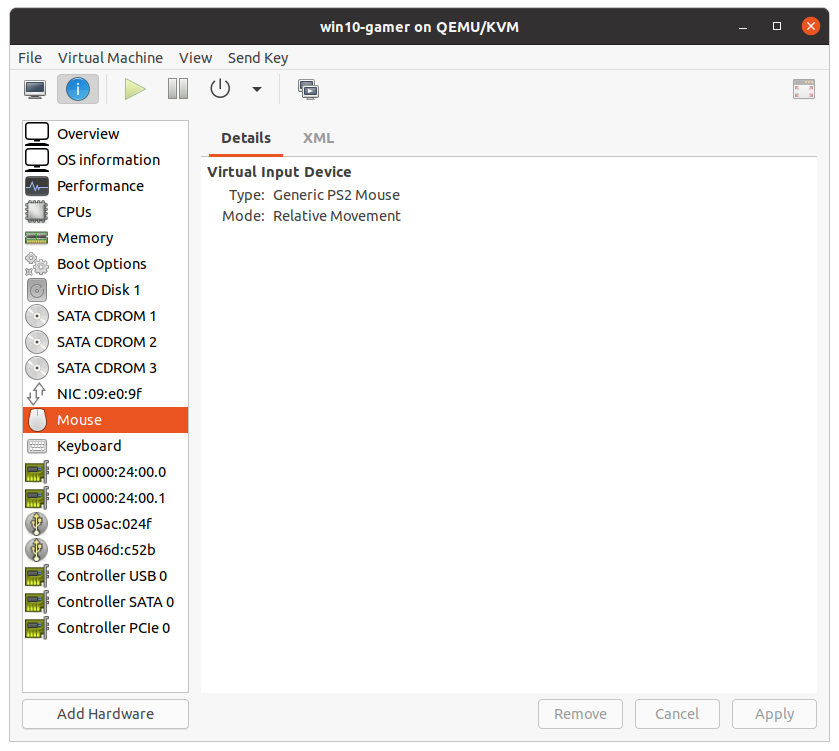 win10-gamer on QEMU/KVM
File Virtual Machine View Send Key
Overview
OS information
Performance
CPUs
Memory
Boot Options
VirtIO Disk 1
SATA CDROM 1
SATA CDROM 2
SATA CDROM 3
NIC :09:e0:9f
Mouse
Keyboard
PCI 0000:24:00.0
PCI 0000:24:00.1
USB 05ac:024f
USB 046d:c52b
Controller USB 0
Controller SATA 0
Controller PCIe 0
Add Hardware
Details XML
Virtual Input Device
Type: Generic PS2 Mouse
Mode: Relative Movement
Remove Cancel Apply